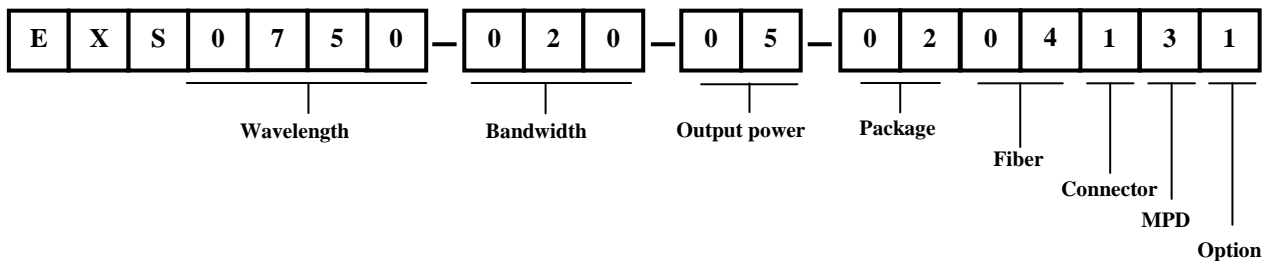 E X S 0 7 5 0 – 0 2 0 – 0 5 – 0 2 0 4 1 3 1
Wavelength Bandwidth Output power Package
Fiber
Connector
MPD
Option